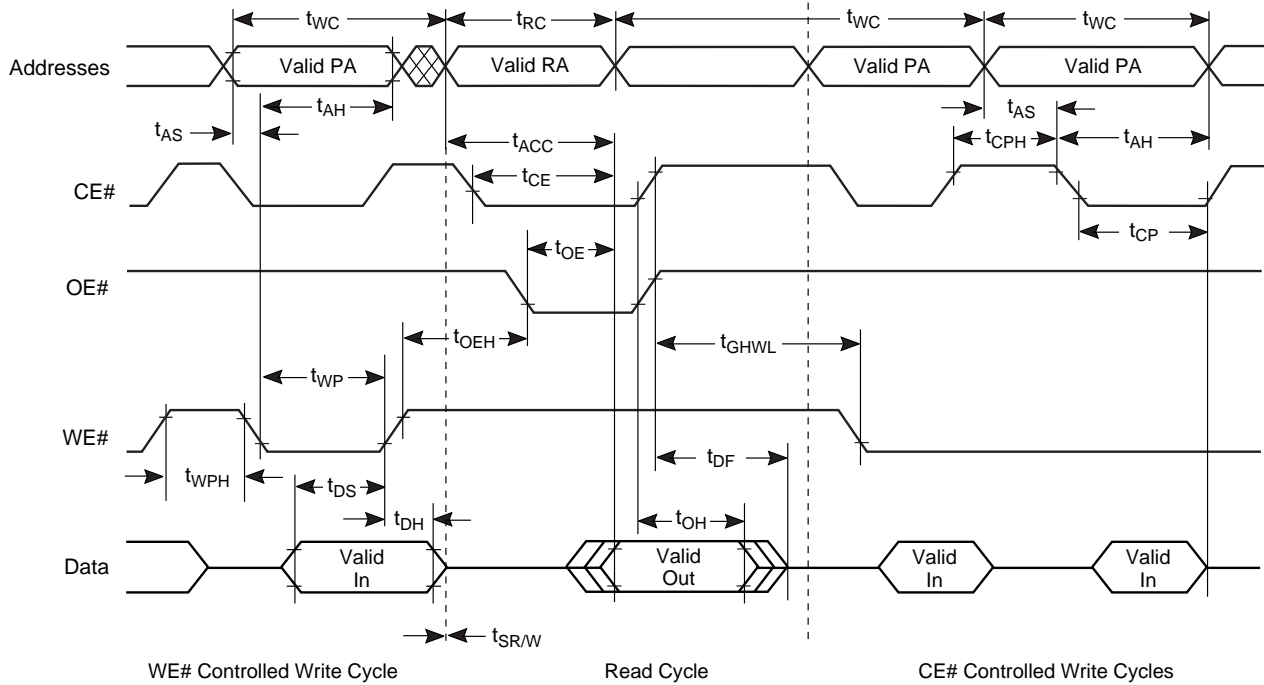 tWC tRC tWC tWC
Addresses Valid PA Valid RA Valid PA Valid PA
tAS tAH tAS
tACC tCPH tAH
CE# tCE
tCP
tOE
OE#
tOEH tGHWL
tWP
WE#
tDF
tWPH tDS
tDH tOH
Data Valid In Valid Out Valid In Valid In
tSR/W
WE# Controlled Write Cycle Read Cycle CE# Controlled Write Cycles